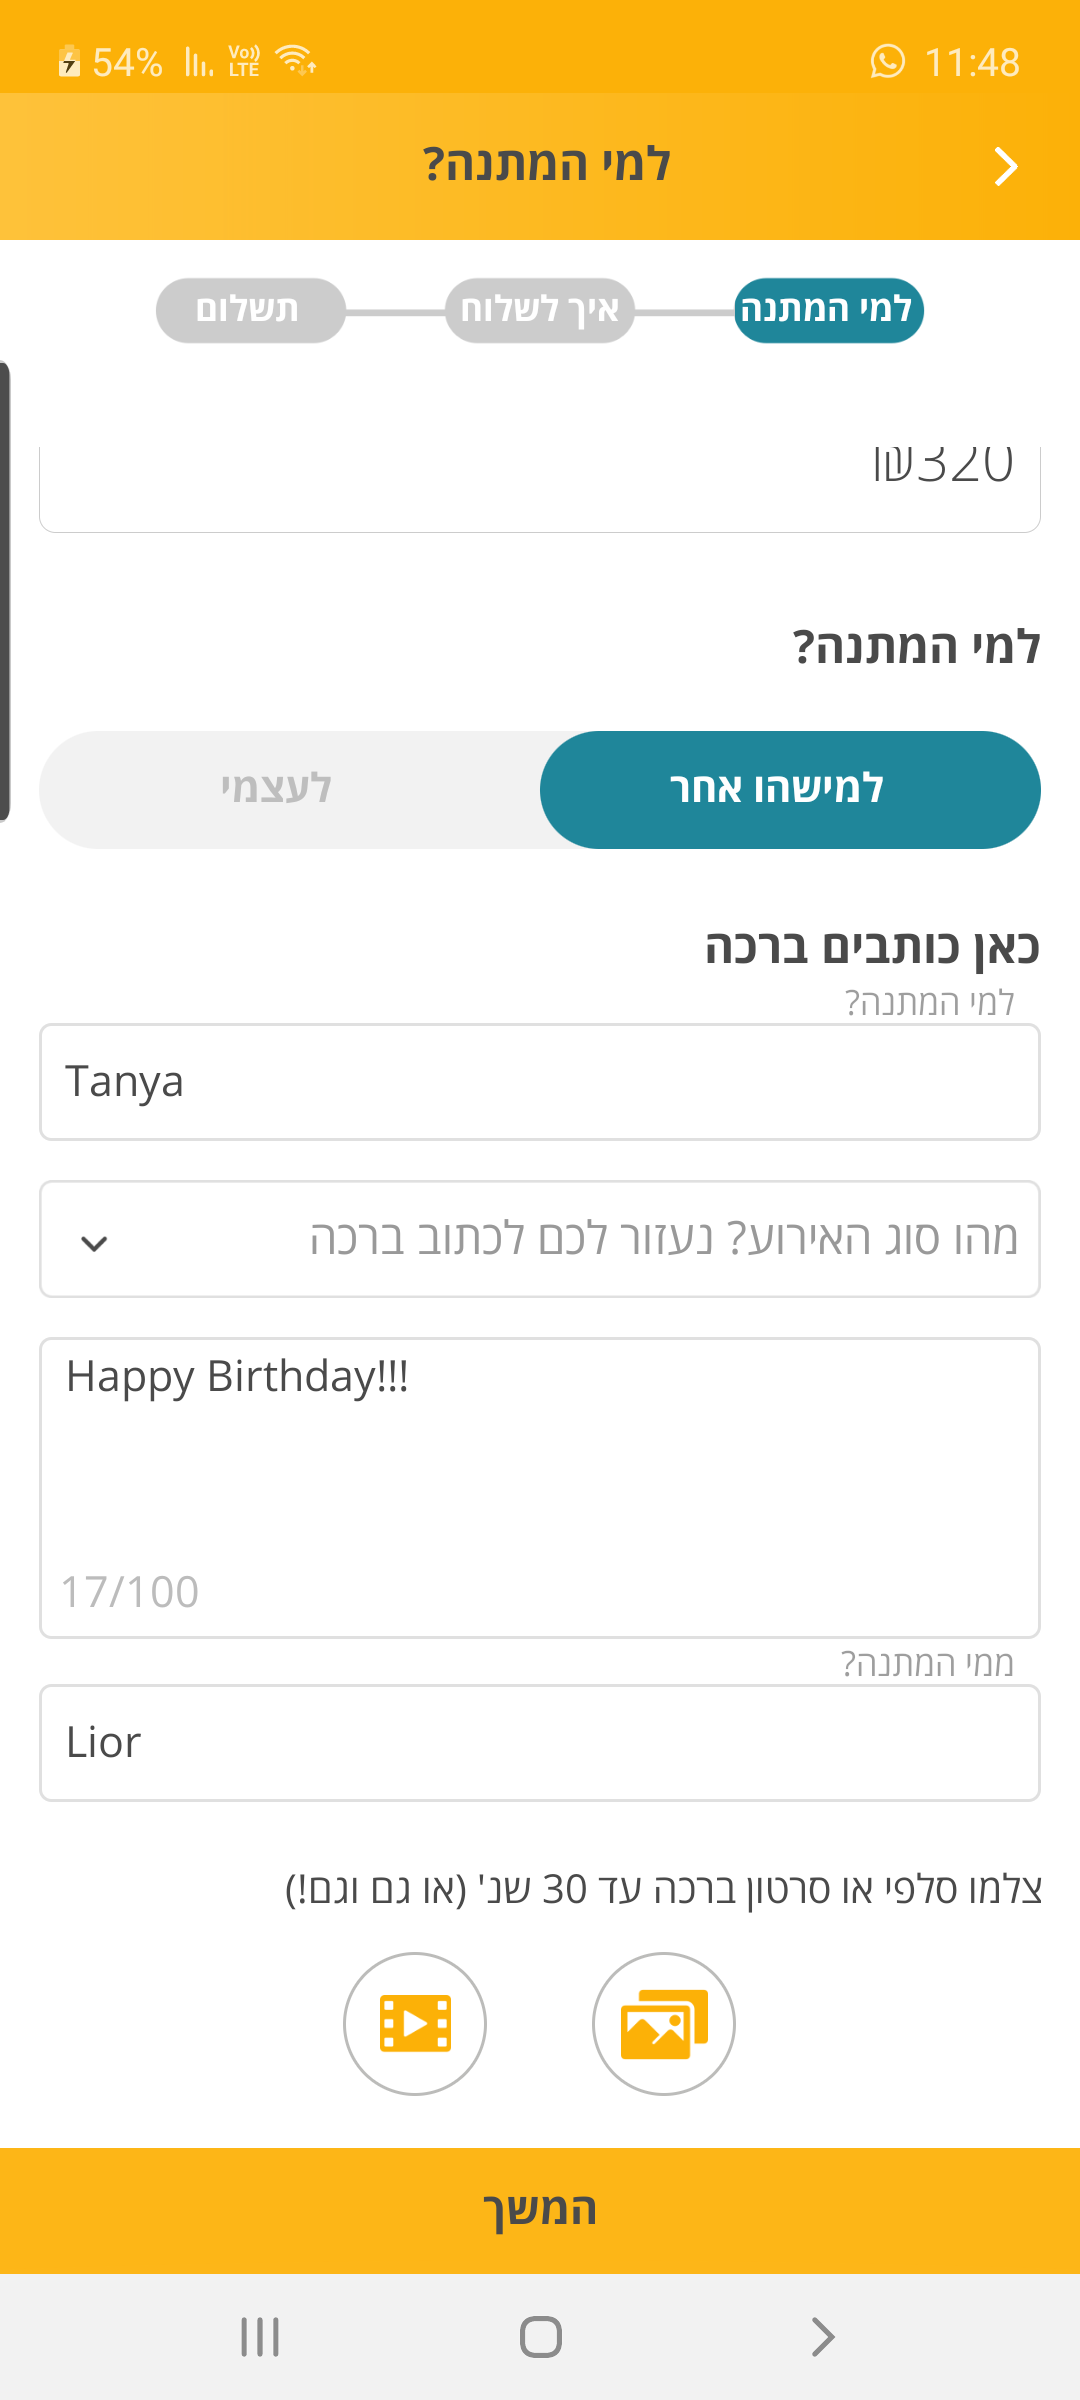 54% Vo)) LTE 11:48
למי המתנה?
למי המתנה איך לשלוח תשלום
₪320
למי המתנה?
למישהו אחר לעצמי
כאן כותבים ברכה
למי המתנה?
Tanya
מהו סוג האירוע? נעזור לכם לכתוב ברכה
Happy Birthday!!!
17/100
ממי המתנה?
Lior
צלמו סלפי או סרטון ברכה עד 30 שנ' (או גם וגם!)
המשך